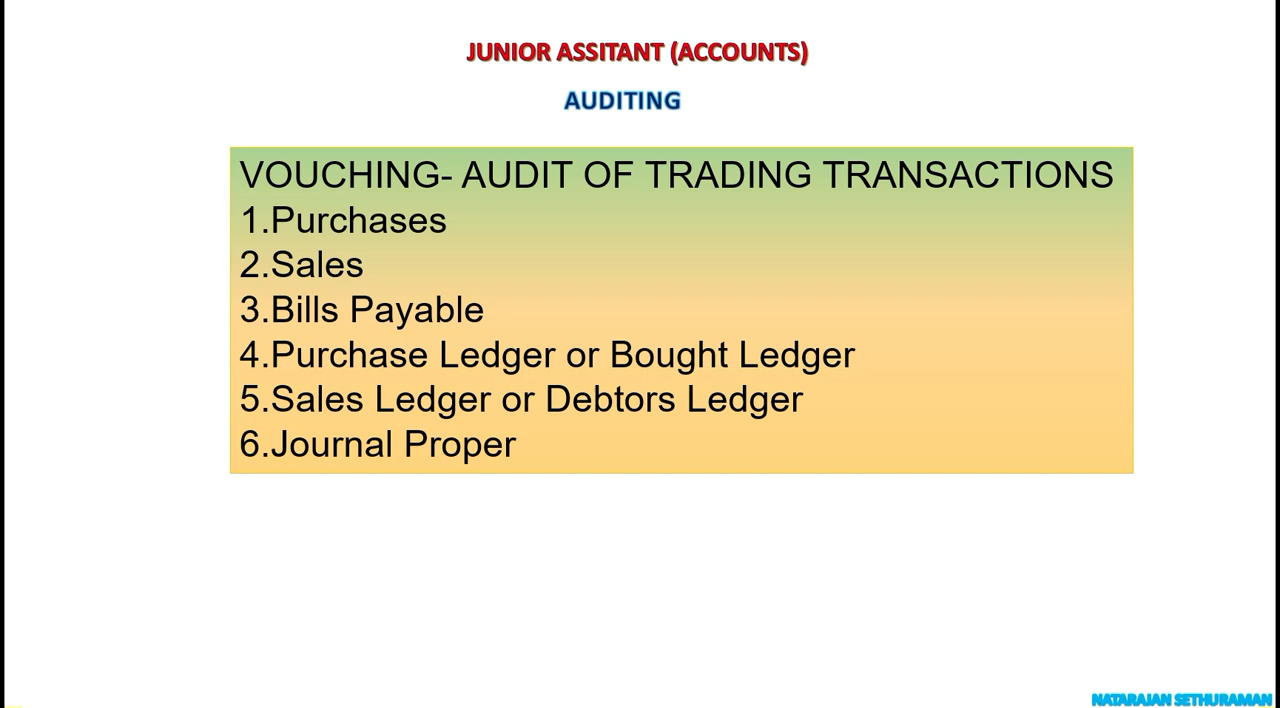 JUNIOR ASSITANT (ACCOUNTS)
AUDITING
VOUCHING- AUDIT OF TRADING TRANSACTIONS
1.Purchases
2.Sales
3.Bills Payable
4.Purchase Ledger or Bought Ledger
5.Sales Ledger or Debtors Ledger
6.Journal Proper
NATARAJAN SETHURAMAN